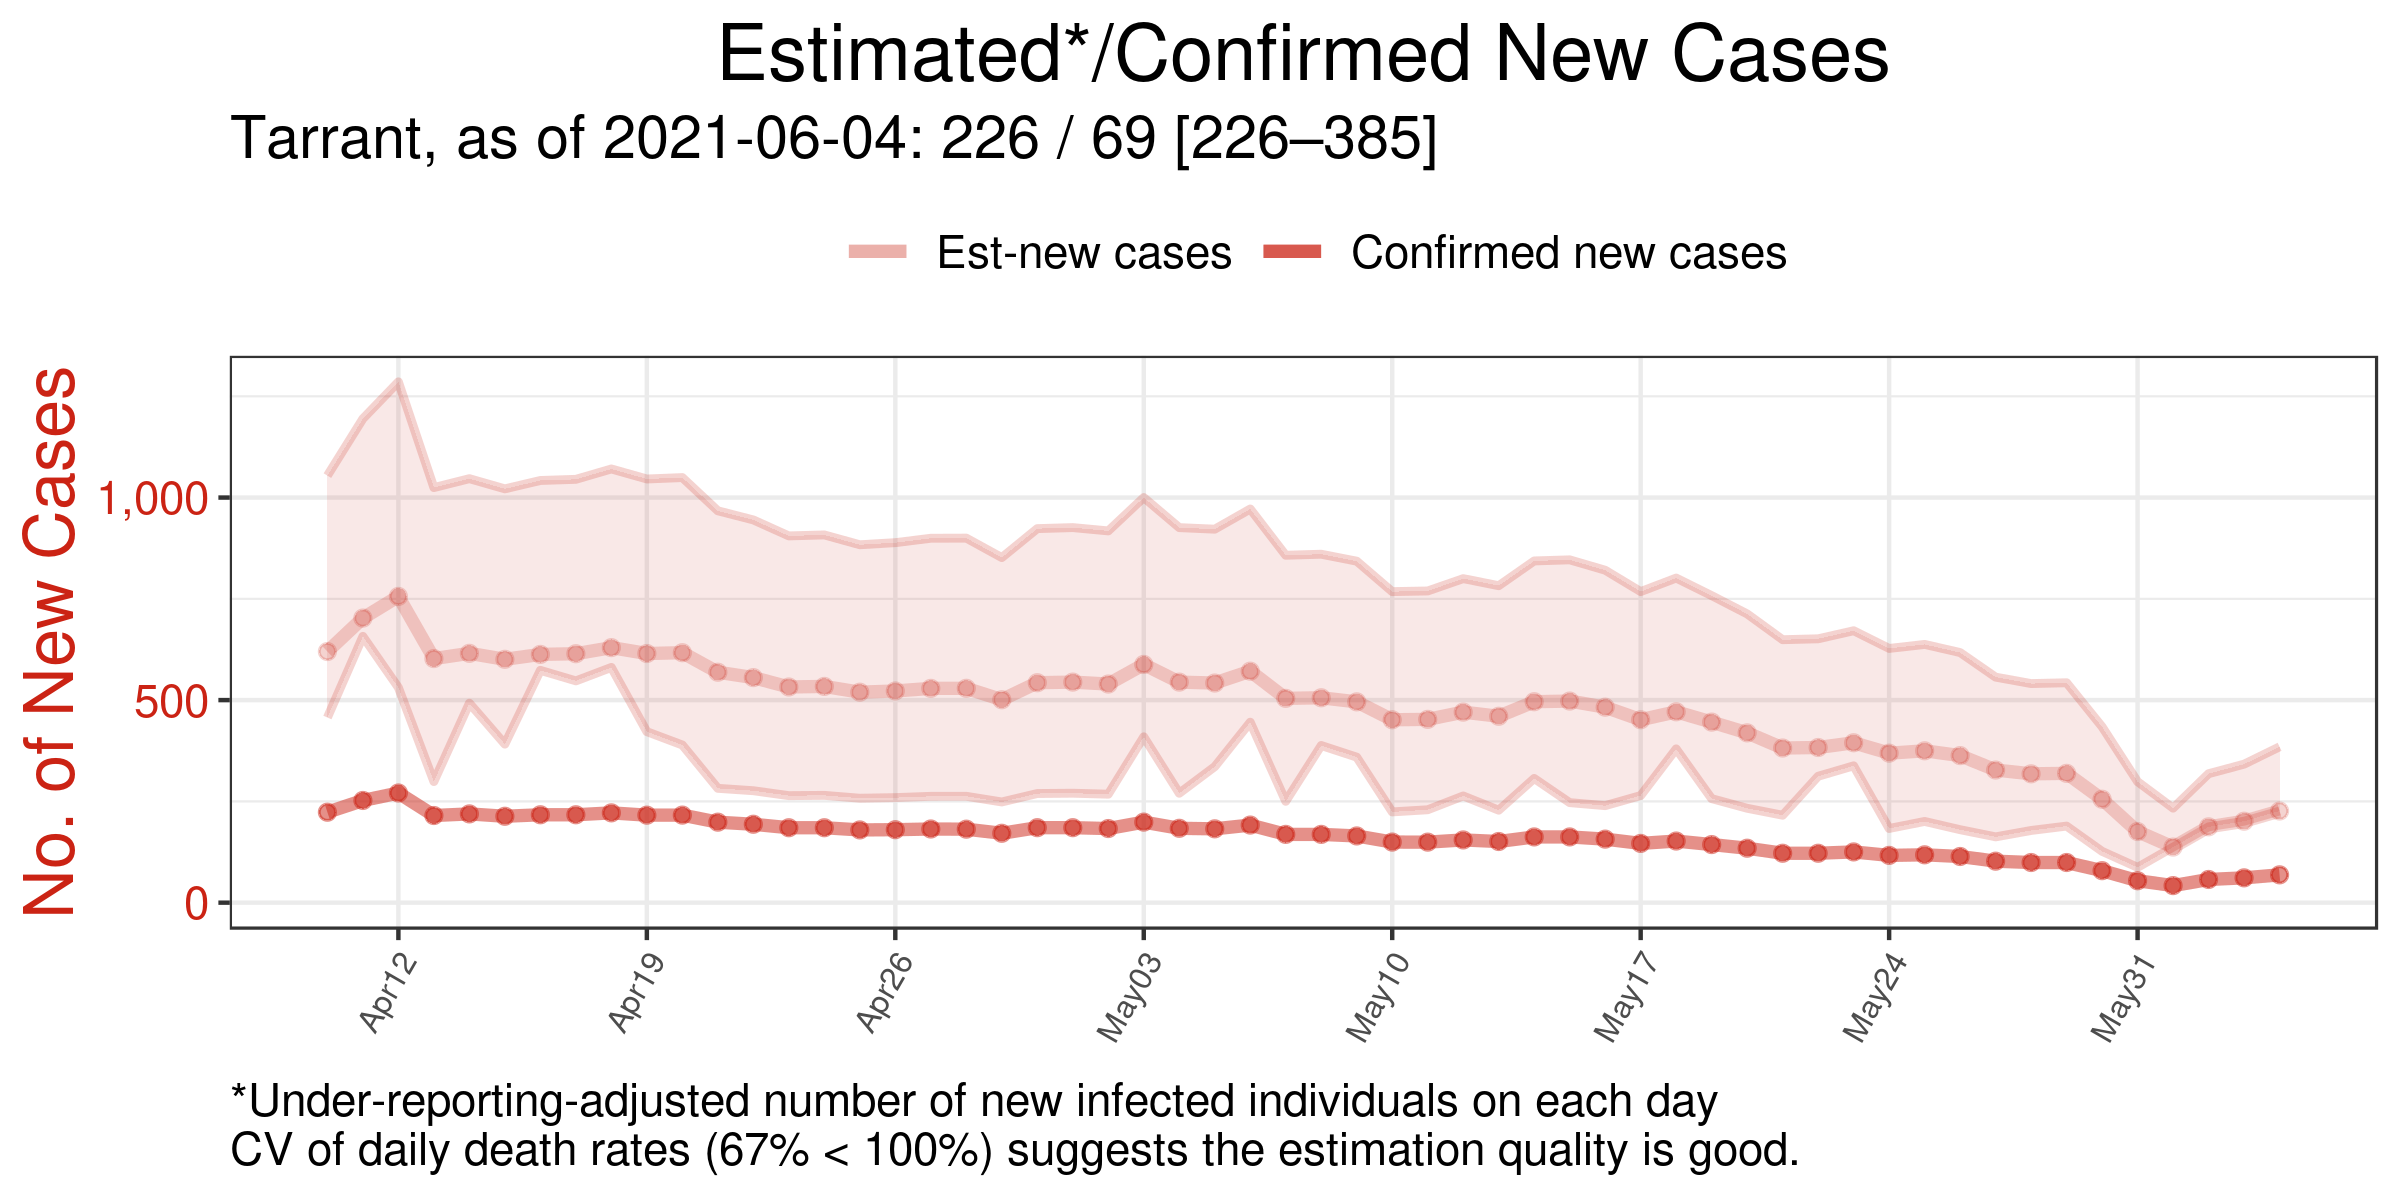 Estimated*/Confirmed New Cases
Tarrant, as of 2021-06-04: 226 / 69 [226–385]
Est-new cases
Confirmed new cases
No. of New Cases
1,000
500
0
Apr12
Apr19
Apr26
May03
May10
May17
May24
May31
*Under-reporting-adjusted number of new infected individuals on each day
CV of daily death rates (67% < 100%) suggests the estimation quality is good.